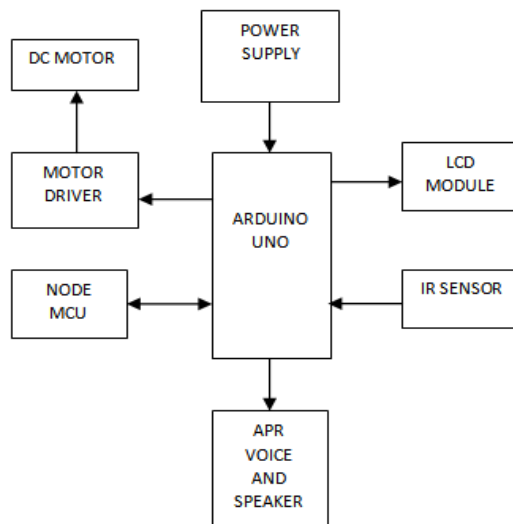 DC MOTOR
POWER
SUPPLY
MOTOR
DRIVER
ARDUINO
UNO
LCD
MODULE
NODE
MCU
IR SENSOR
APR
VOICE
AND
SPEAKER